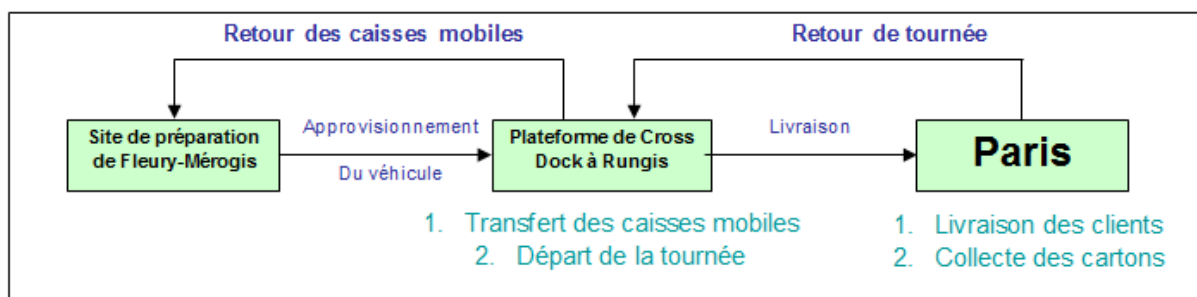 Retour des caisses mobiles
Retour de tournée
Site de préparation
de Fleury-Mérogis
Approvisionnement
Du véhicule
Plateforme de Cross
Dock à Rungis
Livraison
Paris
1. Transfert des caisses mobiles
2. Départ de la tournée
1. Livraison des clients
2. Collecte des cartons